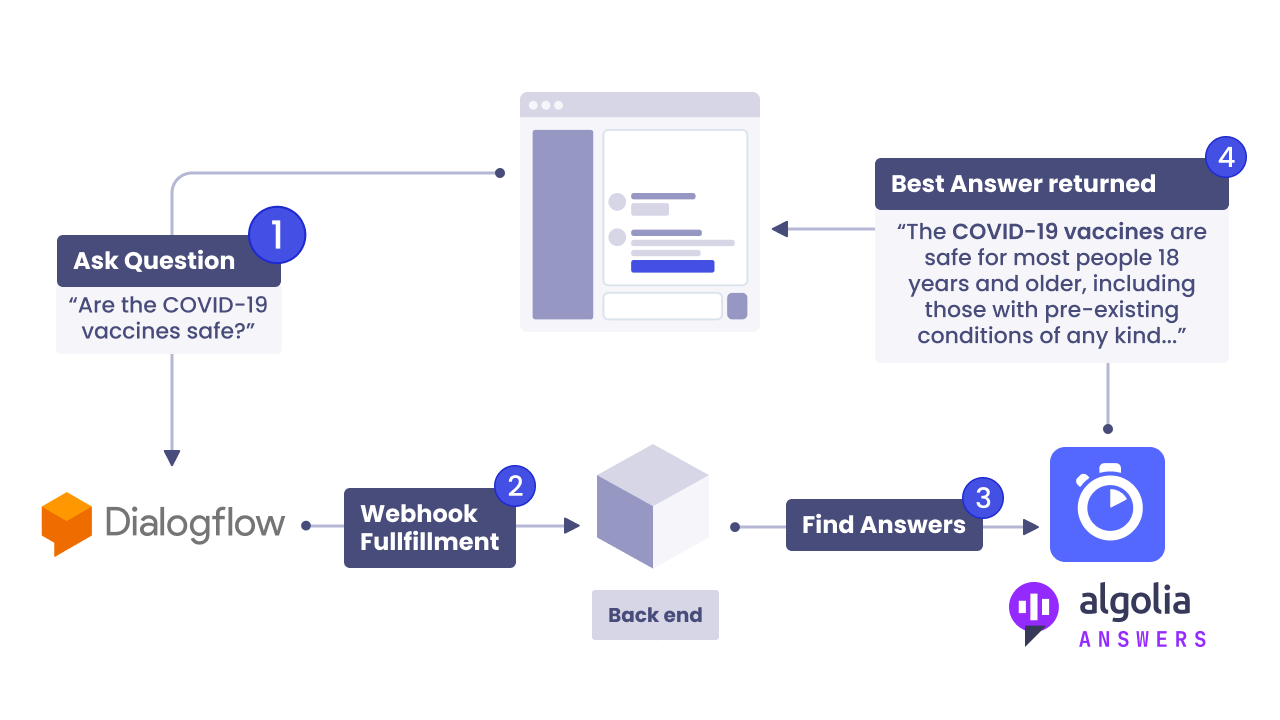 1
Ask Question
“Are the COVID-19
vaccines safe?”
Dialogflow
2
Webhook
Fullfillment
Back end
3
Find Answers
algolia
ANSWERS
4
Best Answer returned
“The COVID-19 vaccines are
safe for most people 18
years and older, including
those with pre-existing
conditions of any kind...”